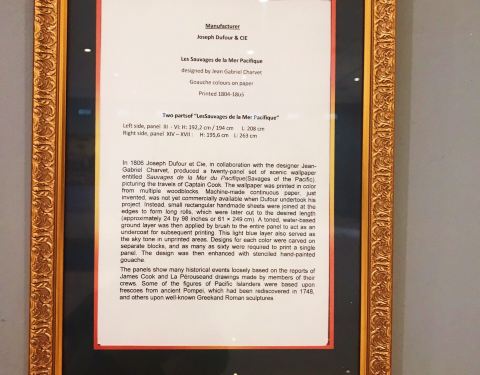 Manufacturer
Joseph Dufour & CIE
Les Sauvages de la Mer Pacifique
designed by Jean Gabriel Charvet
Goauche colours on paper
Printed 1804-1805
Two partsof "LesSauvages de la Mer Pacifique"
Left side, panel III - VI: H: 192,2 cm / 194 cm L: 208 cm
Right side, panel XIV – XVII : H: 195,6 cm L: 263 cm
In 1806 Joseph Dufour et Cie, in collaboration with the designer Jean-
Gabriel Charvet, produced a twenty-panel set of scenic wallpaper
entitled Sauvages de la Mer du Pacifique(Savages of the Pacific),
picturing the travels of Captain Cook. The wallpaper was printed in color
from multiple woodblocks. Machine-made continuous paper, just
invented, was not yet commercially available when Dufour undertook his
project. Instead, small rectangular handmade sheets were joined at the
edges to form long rolls, which were later cut to the desired length
(approximately 24 by 98 inches or 61 × 249 cm). A toned, water-based
ground layer was then applied by brush to the entire panel to act as an
undercoat for subsequent printing. This light blue layer also served as
the sky tone in unprinted areas. Designs for each color were carved on
separate blocks, and as many as sixty were required to print a single
panel. The design was then enhanced with stenciled hand-painted
gouache.
The panels show many historical events loosely based on the reports of
James Cook and La Pérouseand drawings made by members of their
crews. Some of the figures of Pacific Islanders were based upon
frescoes from ancient Pompei, which had been rediscovered in 1748,
and others upon well-known Greekand Roman sculptures